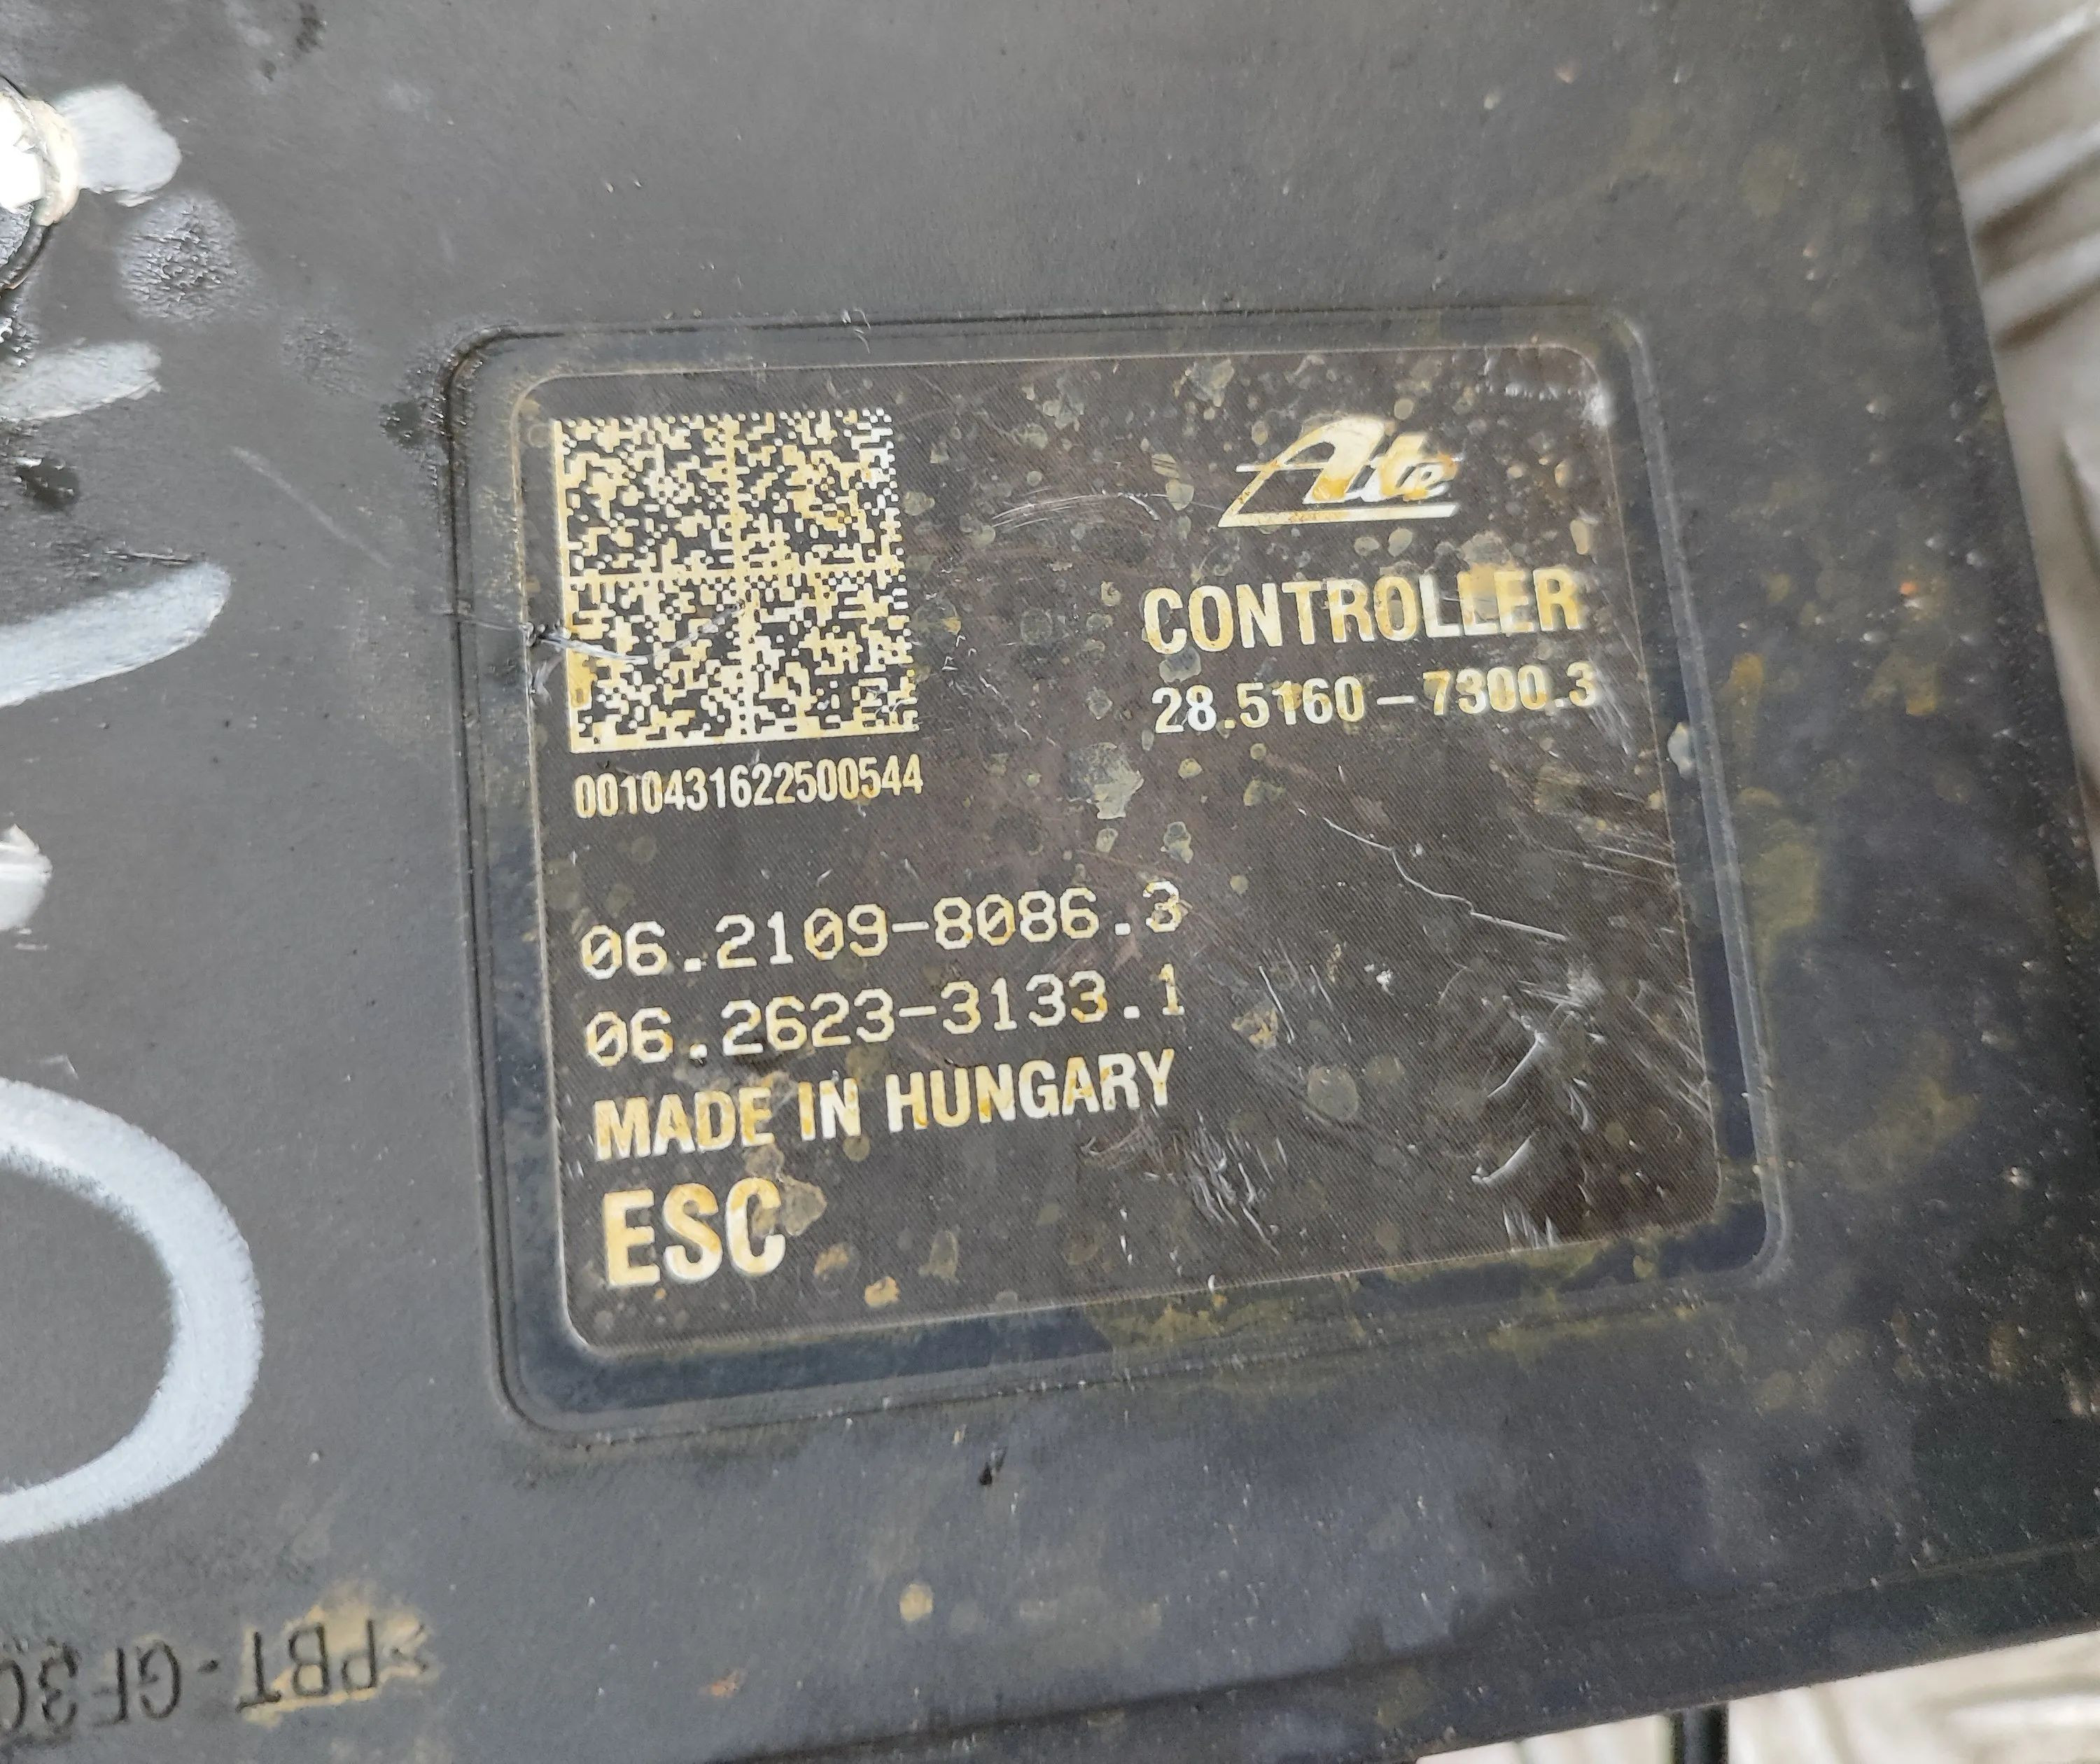 Ate
CONTROLLER
28.5160-7300.3
0010431622500544
06.2109-8086.3
06.2623-3133.1
MADE IN HUNGARY
ESC
>PBT-GF30